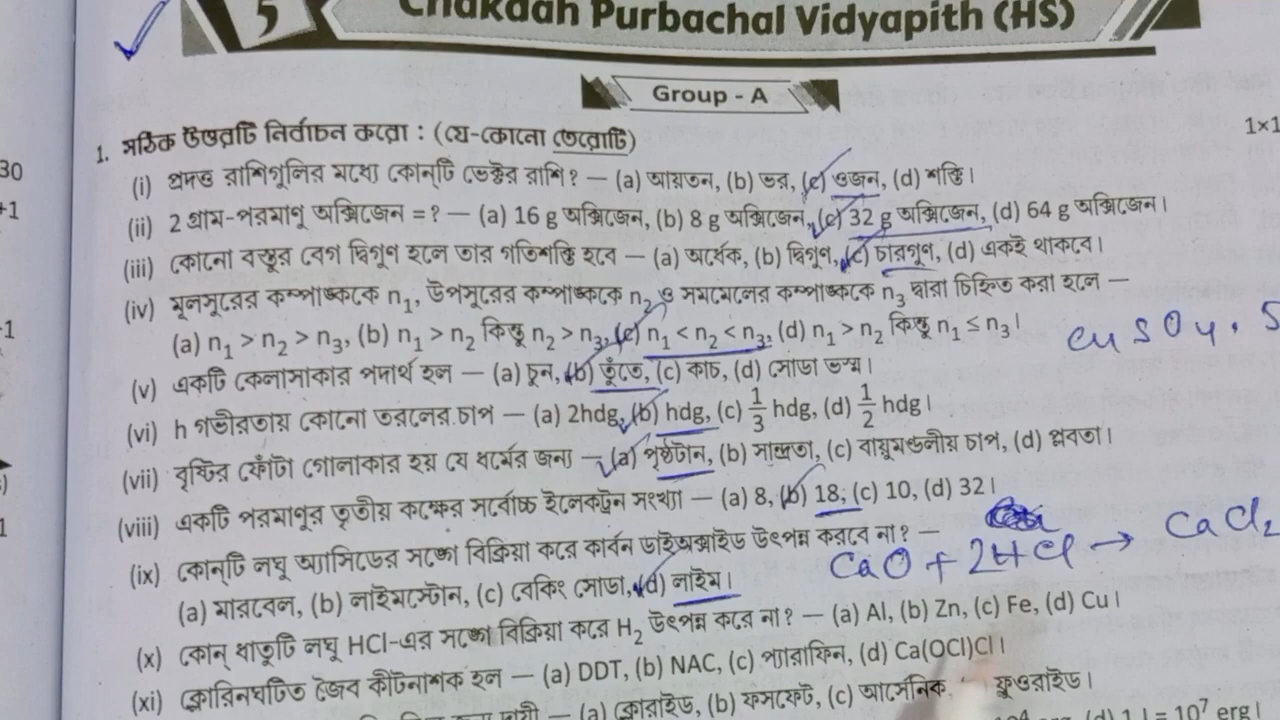 5 Chakdah Purbachal Vidyapith (HS)
Group - A
1. সঠিক উত্তরটি নির্বাচন করো : (যে-কোনো তেরোটি) 1×1
30
(i) প্রদত্ত রাশিগুলির মধ্যে কোন্‌টি ভেক্টর রাশি? — (a) আয়তন, (b) ভর, (c) ওজন, (d) শক্তি।
+1
(ii) 2 গ্রাম-পরমাণু অক্সিজেন = ? — (a) 16 g অক্সিজেন, (b) 8 g অক্সিজেন, (c) 32 g অক্সিজেন, (d) 64 g অক্সিজেন।
(iii) কোনো বস্তুর বেগ দ্বিগুণ হলে তার গতিশক্তি হবে — (a) অর্ধেক, (b) দ্বিগুণ, (c) চারগুণ, (d) একই থাকবে।
(iv) মূলসুরের কম্পাঙ্ককে n₁, উপসুরের কম্পাঙ্ককে n₂ ও সমমেলের কম্পাঙ্ককে n₃ দ্বারা চিহ্নিত করা হলে —
-1
(a) n₁ > n₂ > n₃, (b) n₁ > n₂ কিন্তু n₂ > n₃, (c) n₁ < n₂ < n₃, (d) n₁ > n₂ কিন্তু n₁ ≤ n₃।
CuSO₄. 5
(v) একটি কেলাসাকার পদার্থ হল — (a) চুন, (b) তুঁতে, (c) কাচ, (d) সোডা ভস্ম।
(vi) h গভীরতায় কোনো তরলের চাপ — (a) 2hdg, (b) hdg, (c) 1/3 hdg, (d) 1/2 hdg।
(vii) বৃষ্টির ফোঁটা গোলাকার হয় যে ধর্মের জন্য — (a) পৃষ্ঠটান, (b) সান্দ্রতা, (c) বায়ুমণ্ডলীয় চাপ, (d) প্লবতা।
(viii) একটি পরমাণুর তৃতীয় কক্ষের সর্বোচ্চ ইলেকট্রন সংখ্যা — (a) 8, (b) 18, (c) 10, (d) 32।
1
(ix) কোন্‌টি লঘু অ্যাসিডের সঙ্গে বিক্রিয়া করে কার্বন ডাইঅক্সাইড উৎপন্ন করবে না? —
CaO + 2HCl → CaCl₂
(a) মারবেল, (b) লাইমস্টোন, (c) বেকিং সোডা, (d) লাইম।
(x) কোন্ ধাতুটি লঘু HCl-এর সঙ্গে বিক্রিয়া করে H₂ উৎপন্ন করে না? — (a) Al, (b) Zn, (c) Fe, (d) Cu।
(xi) ক্লোরিনঘটিত জৈব কীটনাশক হল — (a) DDT, (b) NAC, (c) প্যারাফিন, (d) Ca(OCl)Cl।
দায়ী — (a) ক্লোরাইড, (b) ফসফেট, (c) আর্সেনিক, ফ্লুওরাইড।
(d) 1 J = 10⁷ erg।